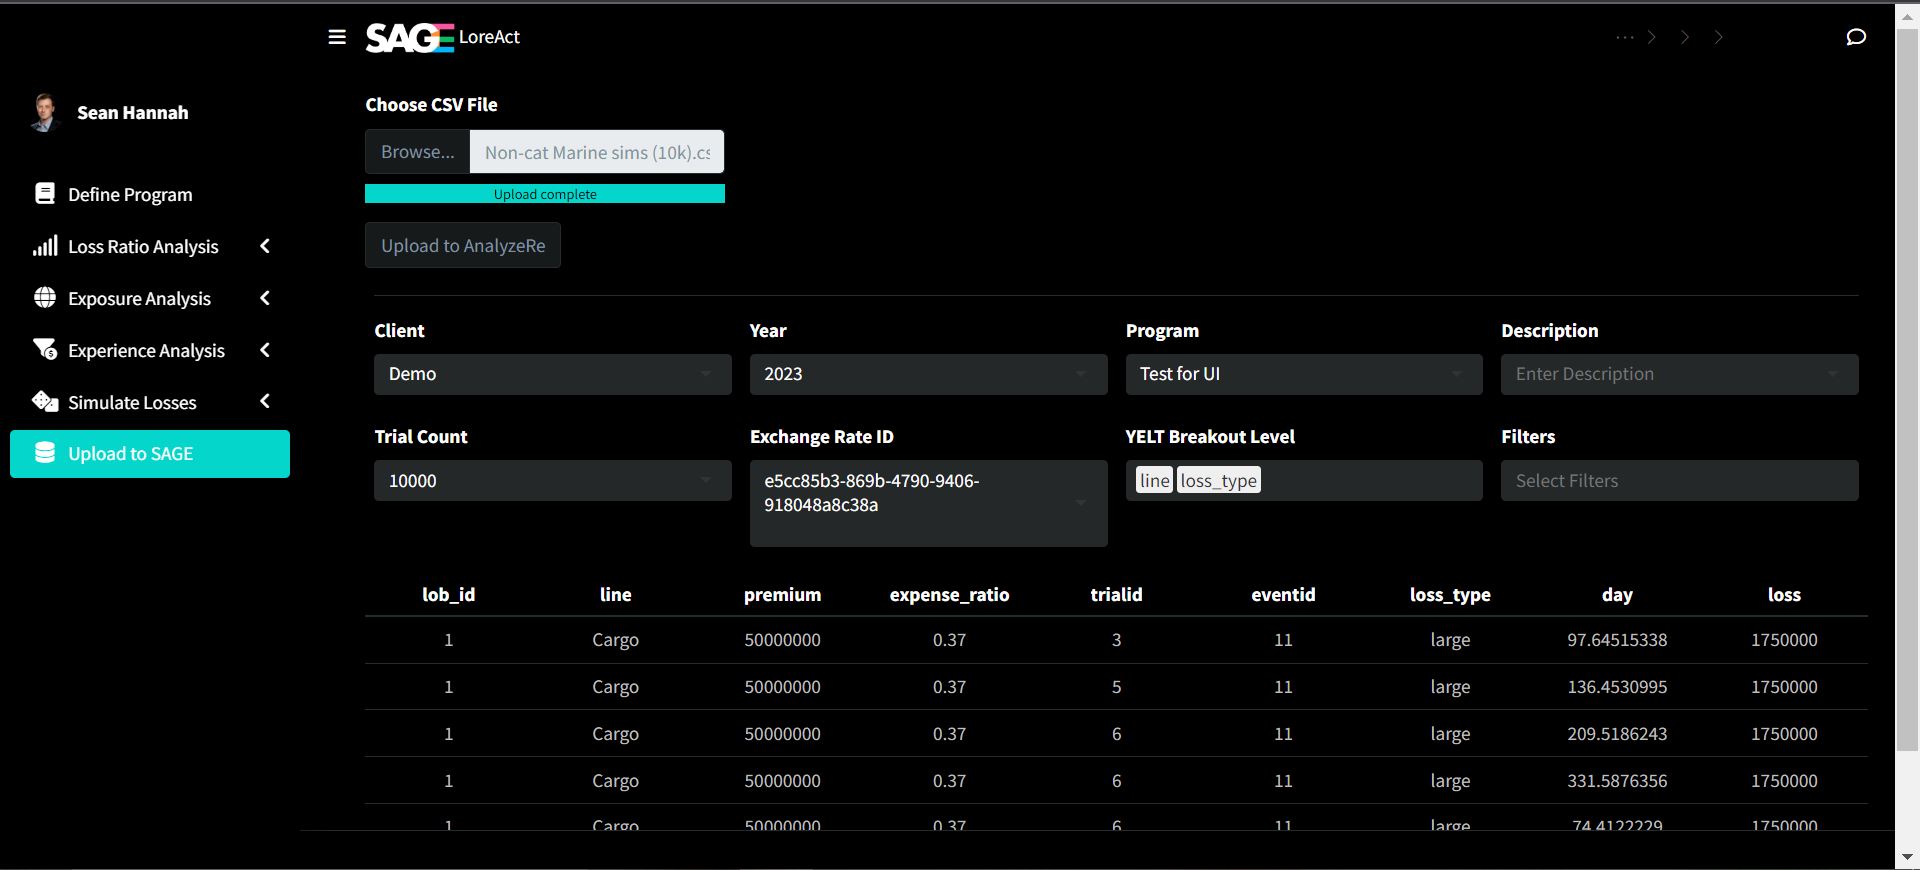 SAGE LoreAct
Sean Hannah
Define Program
Loss Ratio Analysis
Exposure Analysis
Experience Analysis
Simulate Losses
Upload to SAGE
Choose CSV File
Browse... Non-cat Marine sims (10k).cs
Upload complete
Upload to AnalyzeRe
Client Year Program Description
Demo 2023 Test for UI Enter Description
Trial Count Exchange Rate ID YELT Breakout Level Filters
10000 e5cc85b3-869b-4790-9406- line loss_type Select Filters
918048a8c38a
lob_id line premium expense_ratio trialid eventid loss_type day loss
1 Cargo 50000000 0.37 3 11 large 97.64515338 1750000
1 Cargo 50000000 0.37 5 11 large 136.4530995 1750000
1 Cargo 50000000 0.37 6 11 large 209.5186243 1750000
1 Cargo 50000000 0.37 6 11 large 331.5876356 1750000
1 Cargo 50000000 0.37 6 11 large 74.4122229 1750000